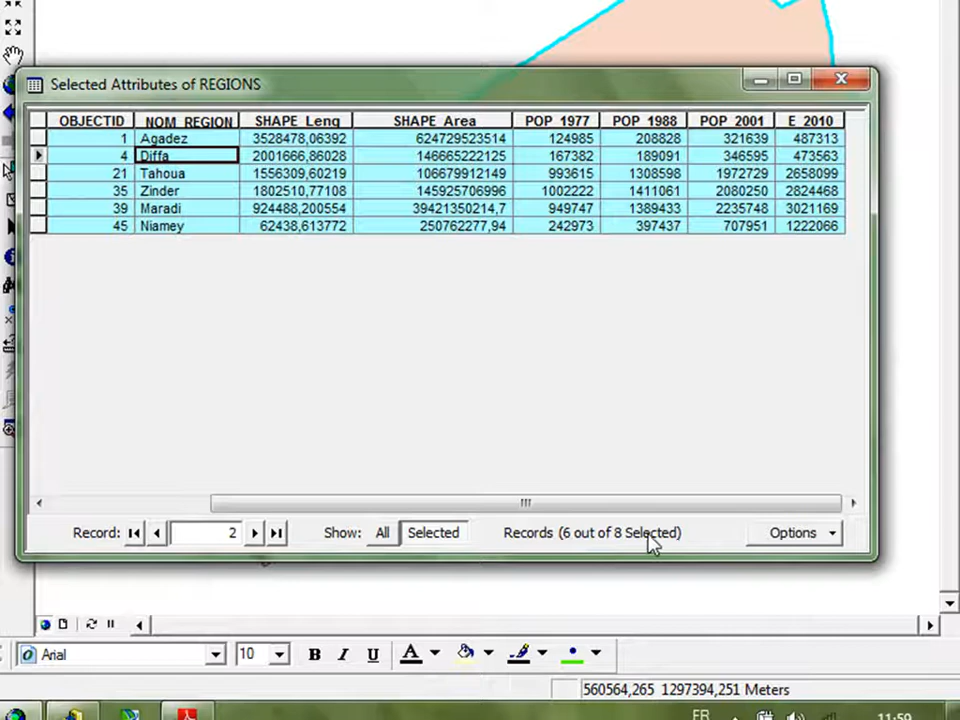 Selected Attributes of REGIONS
OBJECTID NOM_REGION SHAPE_Leng SHAPE_Area POP_1977 POP_1988 POP_2001 E_2010
1 Agadez 3528478,06392 624729523514 124985 208828 321639 487313
4 Diffa 2001666,86028 146665222125 167382 189091 346595 473563
21 Tahoua 1556309,60219 106679912149 993615 1308598 1972729 2658099
35 Zinder 1802510,77108 145925706996 1002222 1411061 2080250 2824468
39 Maradi 924488,200554 39421350214,7 949747 1389433 2235748 3021169
45 Niamey 62438,613772 250762277,94 242973 397437 707951 1222066
Record: 2 Show: All Selected Records (6 out of 8 Selected) Options
Arial 10 B I U A
560564,265 1297394,251 Meters
FR 11:50